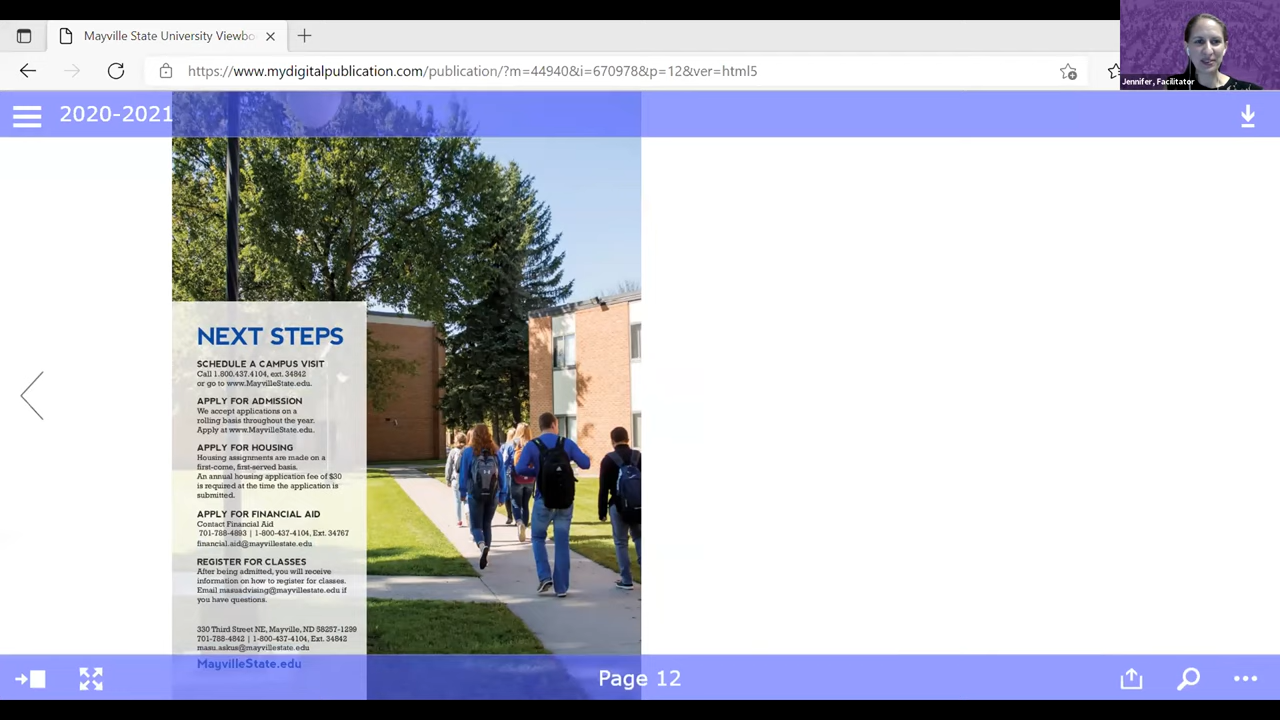 Mayville State University Viewbo
https://www.mydigitalpublication.com/publication/?m=44940&i=670978&p=12&ver=html5
Jennifer, Facilitator
2020-2021
NEXT STEPS
SCHEDULE A CAMPUS VISIT
Call 1.800.437.4104, ext. 34842
or go to www.MayvilleState.edu.
APPLY FOR ADMISSION
We accept applications on a
rolling basis throughout the year.
Apply at www.MayvilleState.edu.
APPLY FOR HOUSING
Housing assignments are made on a
first-come, first-served basis.
An annual housing application fee of $30
is required at the time the application is
submitted.
APPLY FOR FINANCIAL AID
Contact Financial Aid
701-788-4893 | 1-800-437-4104, Ext. 34767
financial.aid@mayvillestate.edu
REGISTER FOR CLASSES
After being admitted, you will receive
information on how to register for classes.
Email masuadvising@mayvillestate.edu if
you have questions.
330 Third Street NE, Mayville, ND 58257-1299
701-788-4842 | 1-800-437-4104, Ext. 34842
masu.askus@mayvillestate.edu
MayvilleState.edu
Page 12